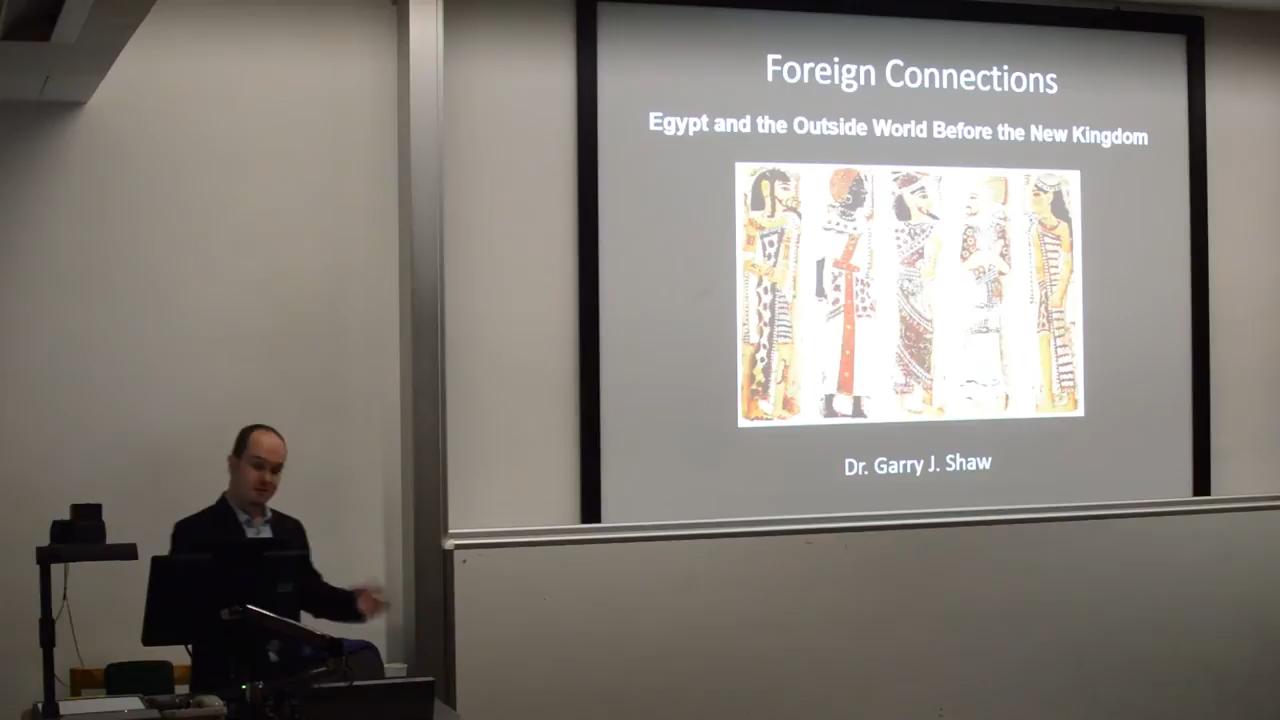 Foreign Connections
Egypt and the Outside World Before the New Kingdom
Dr. Garry J. Shaw